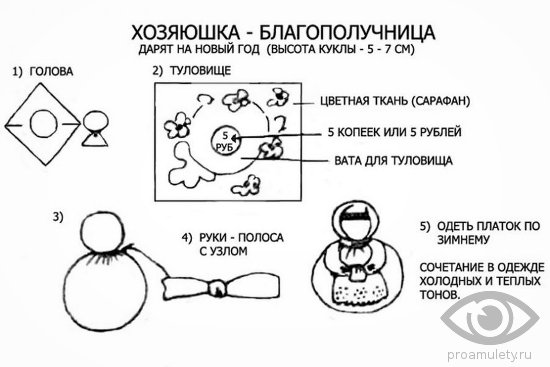 ХОЗЯЮШКА - БЛАГОПОЛУЧНИЦА
ДАРЯТ НА НОВЫЙ ГОД (ВЫСОТА КУКЛЫ - 5 - 7 СМ)
1) ГОЛОВА
2) ТУЛОВИЩЕ
ЦВЕТНАЯ ТКАНЬ (САРАФАН)
5 КОПЕЕК ИЛИ 5 РУБЛЕЙ
5
РУБ
ВАТА ДЛЯ ТУЛОВИЩА
3)
4) РУКИ - ПОЛОСА
С УЗЛОМ
5) ОДЕТЬ ПЛАТОК ПО
ЗИМНЕМУ
СОЧЕТАНИЕ В ОДЕЖДЕ
ХОЛОДНЫХ И ТЕПЛЫХ
ТОНОВ.
proamulety.ru